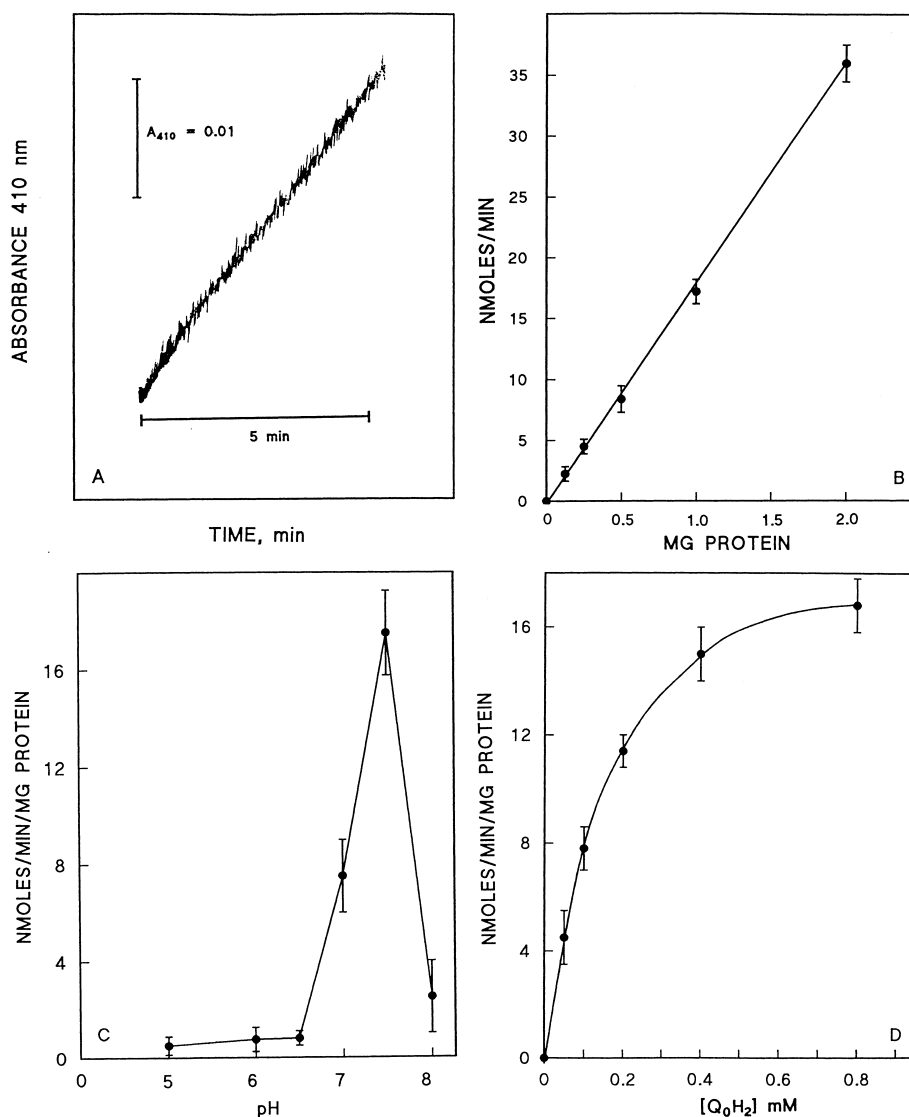 ABSORBANCE 410 nm
A₄₁₀ = 0.01
5 min
A
TIME, min
NMOLES/MIN
35
30
25
20
15
10
5
0
0 0.5 1.0 1.5 2.0
MG PROTEIN
B
NMOLES/MIN/MG PROTEIN
16
12
8
4
0
C
0 5 6 7 8
pH
NMOLES/MIN/MG PROTEIN
16
12
8
4
0
D
0 0.2 0.4 0.6 0.8
[Q₀H₂] mM